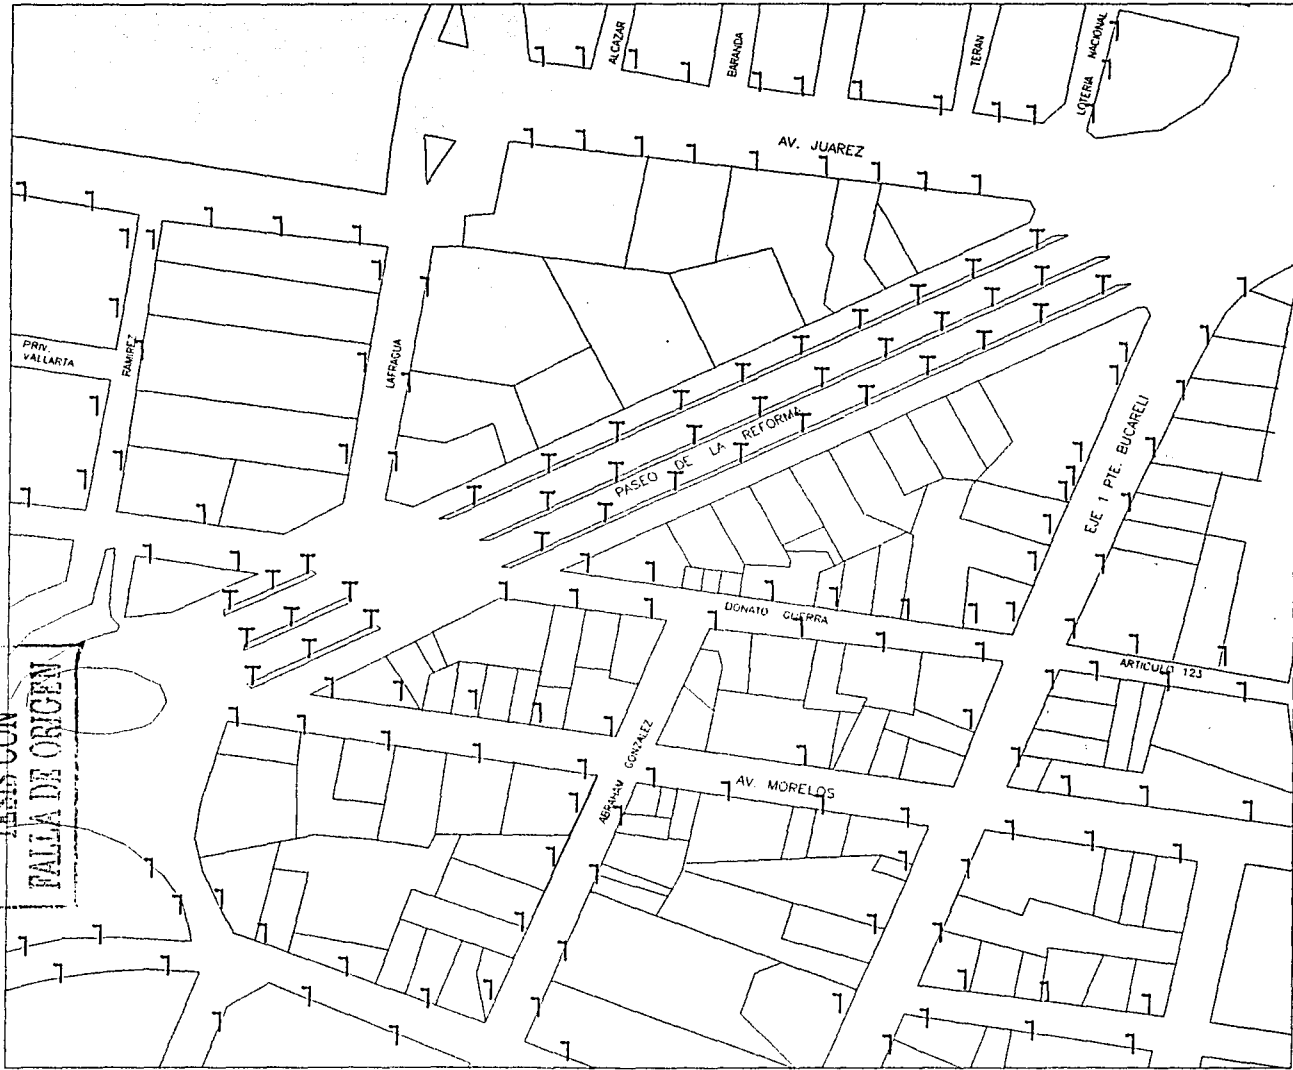 ALCAZAR
BARANDA
TERAN
LOTERIA NACIONAL
AV. JUAREZ
PRIV.
VALLARTA
RAMIREZ
LAFRAGUA
PASEO DE LA REFORMA
EJE 1 PTE. BUCARELI
DONATO GUERRA
ARTICULO 123
ABRAHAM GONZALEZ
AV. MORELOS
CON
FALLA DE ORIGEN